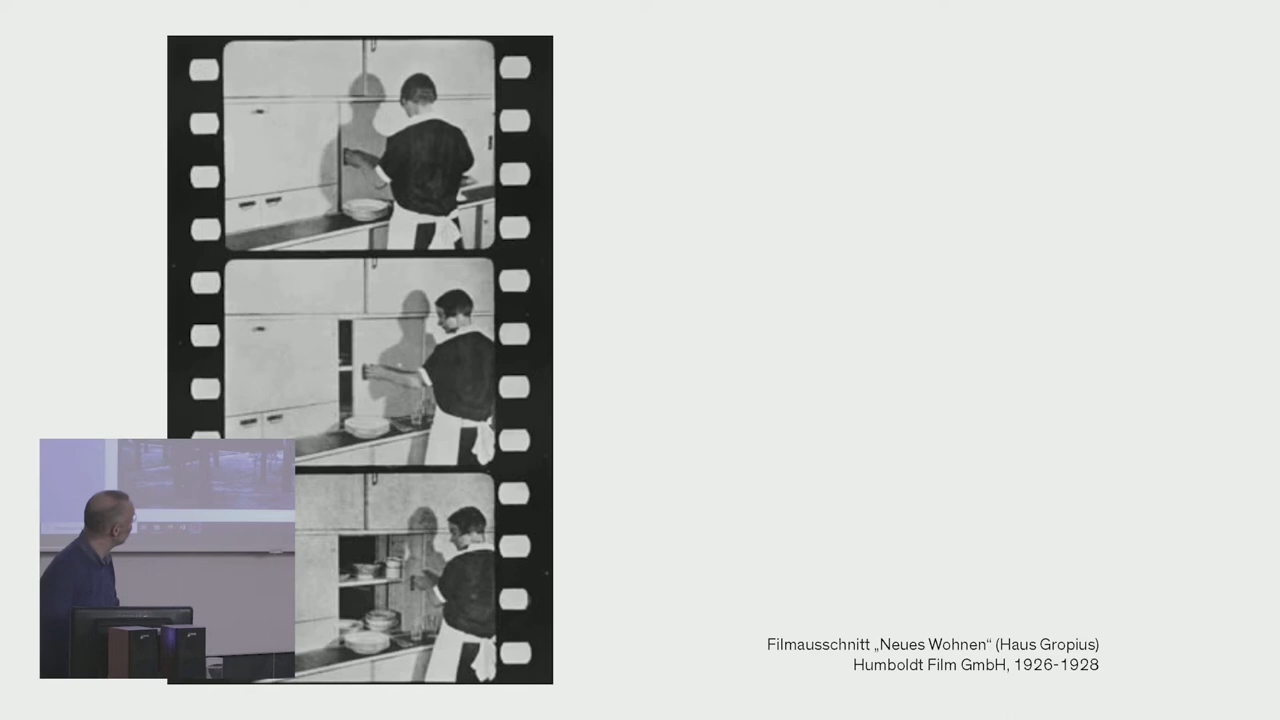 Filmausschnitt „Neues Wohnen“ (Haus Gropius)
Humboldt Film GmbH, 1926-1928